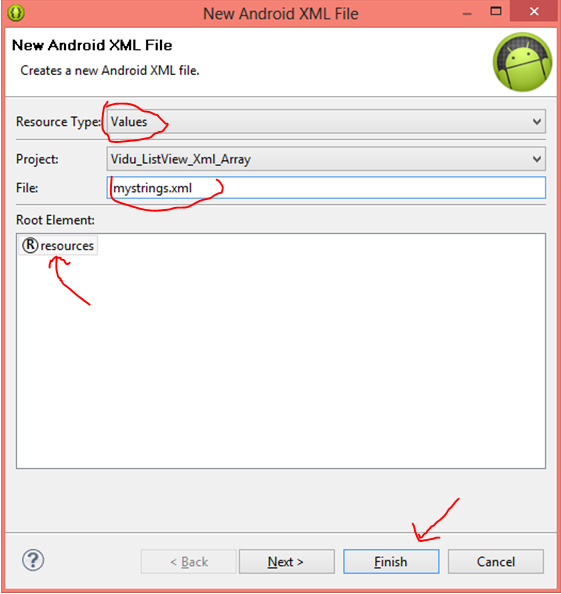 New Android XML File
New Android XML File
Creates a new Android XML file.
Resource Type: Values
Project: Vidu_ListView_Xml_Array
File: mystrings.xml
Root Element:
R resources
? < Back Next > Finish Cancel